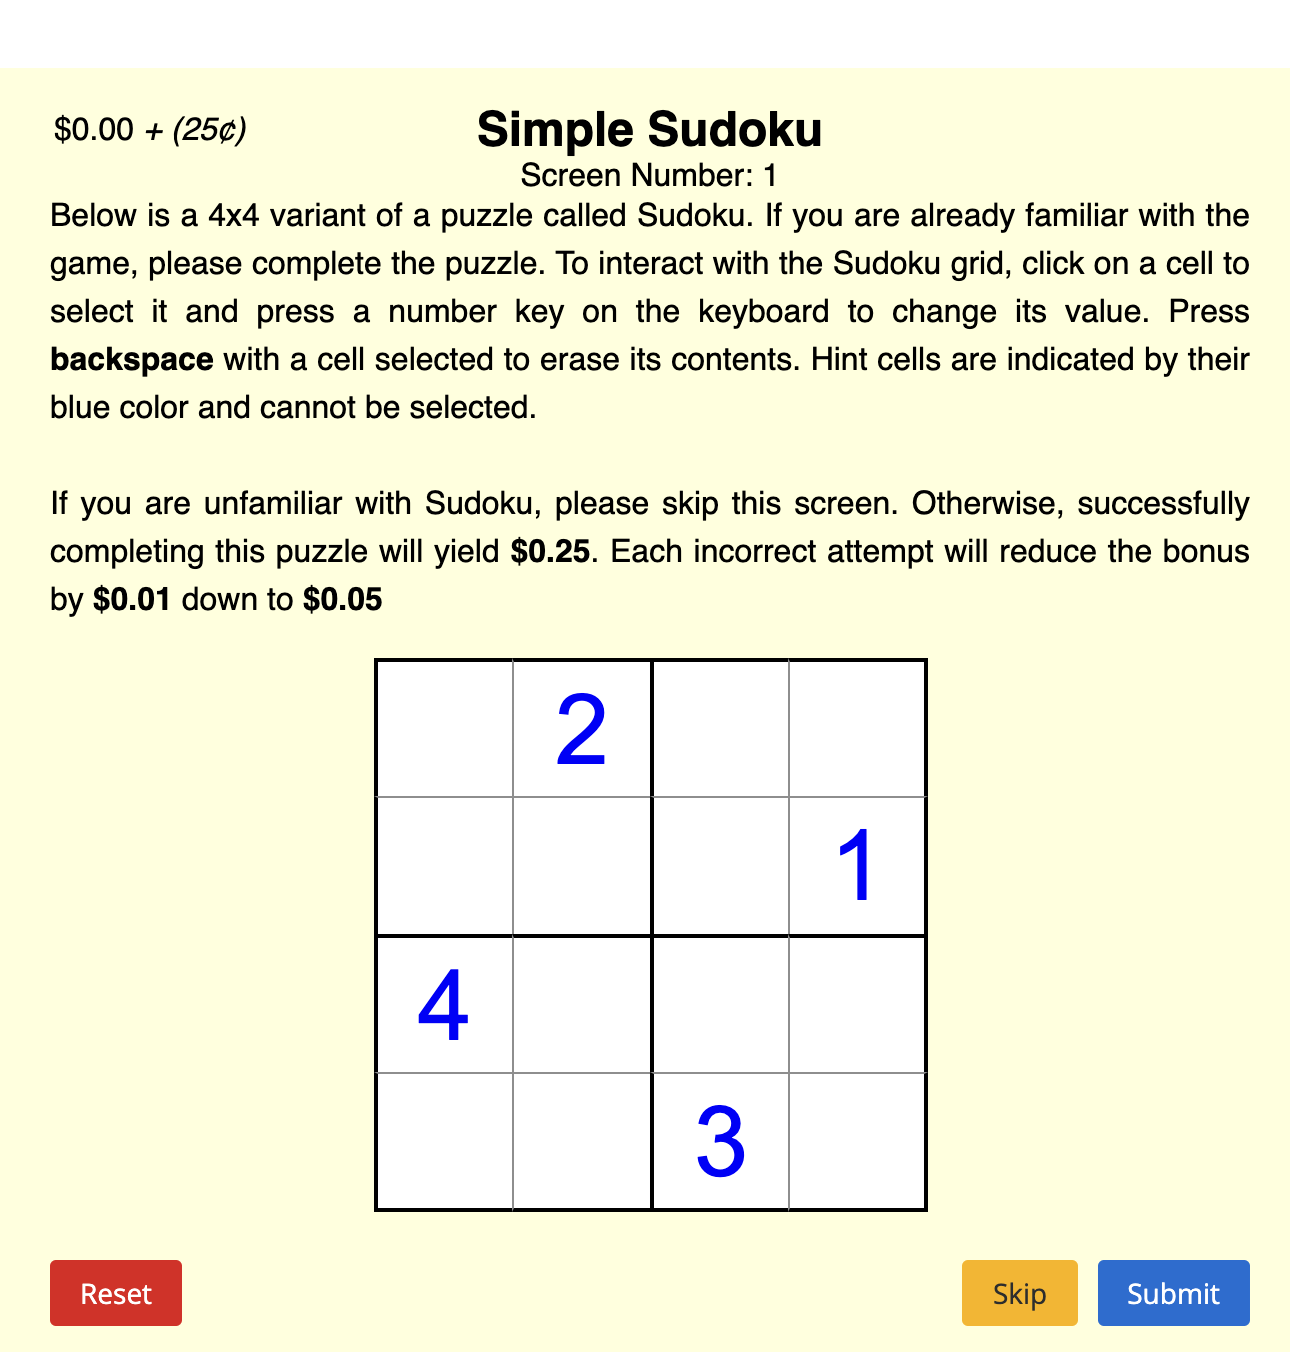 $0.00 + (25¢)
Simple Sudoku
Screen Number: 1
Below is a 4x4 variant of a puzzle called Sudoku. If you are already familiar with the
game, please complete the puzzle. To interact with the Sudoku grid, click on a cell to
select it and press a number key on the keyboard to change its value. Press
backspace with a cell selected to erase its contents. Hint cells are indicated by their
blue color and cannot be selected.
If you are unfamiliar with Sudoku, please skip this screen. Otherwise, successfully
completing this puzzle will yield $0.25. Each incorrect attempt will reduce the bonus
by $0.01 down to $0.05
2
1
4
3
Reset
Skip
Submit